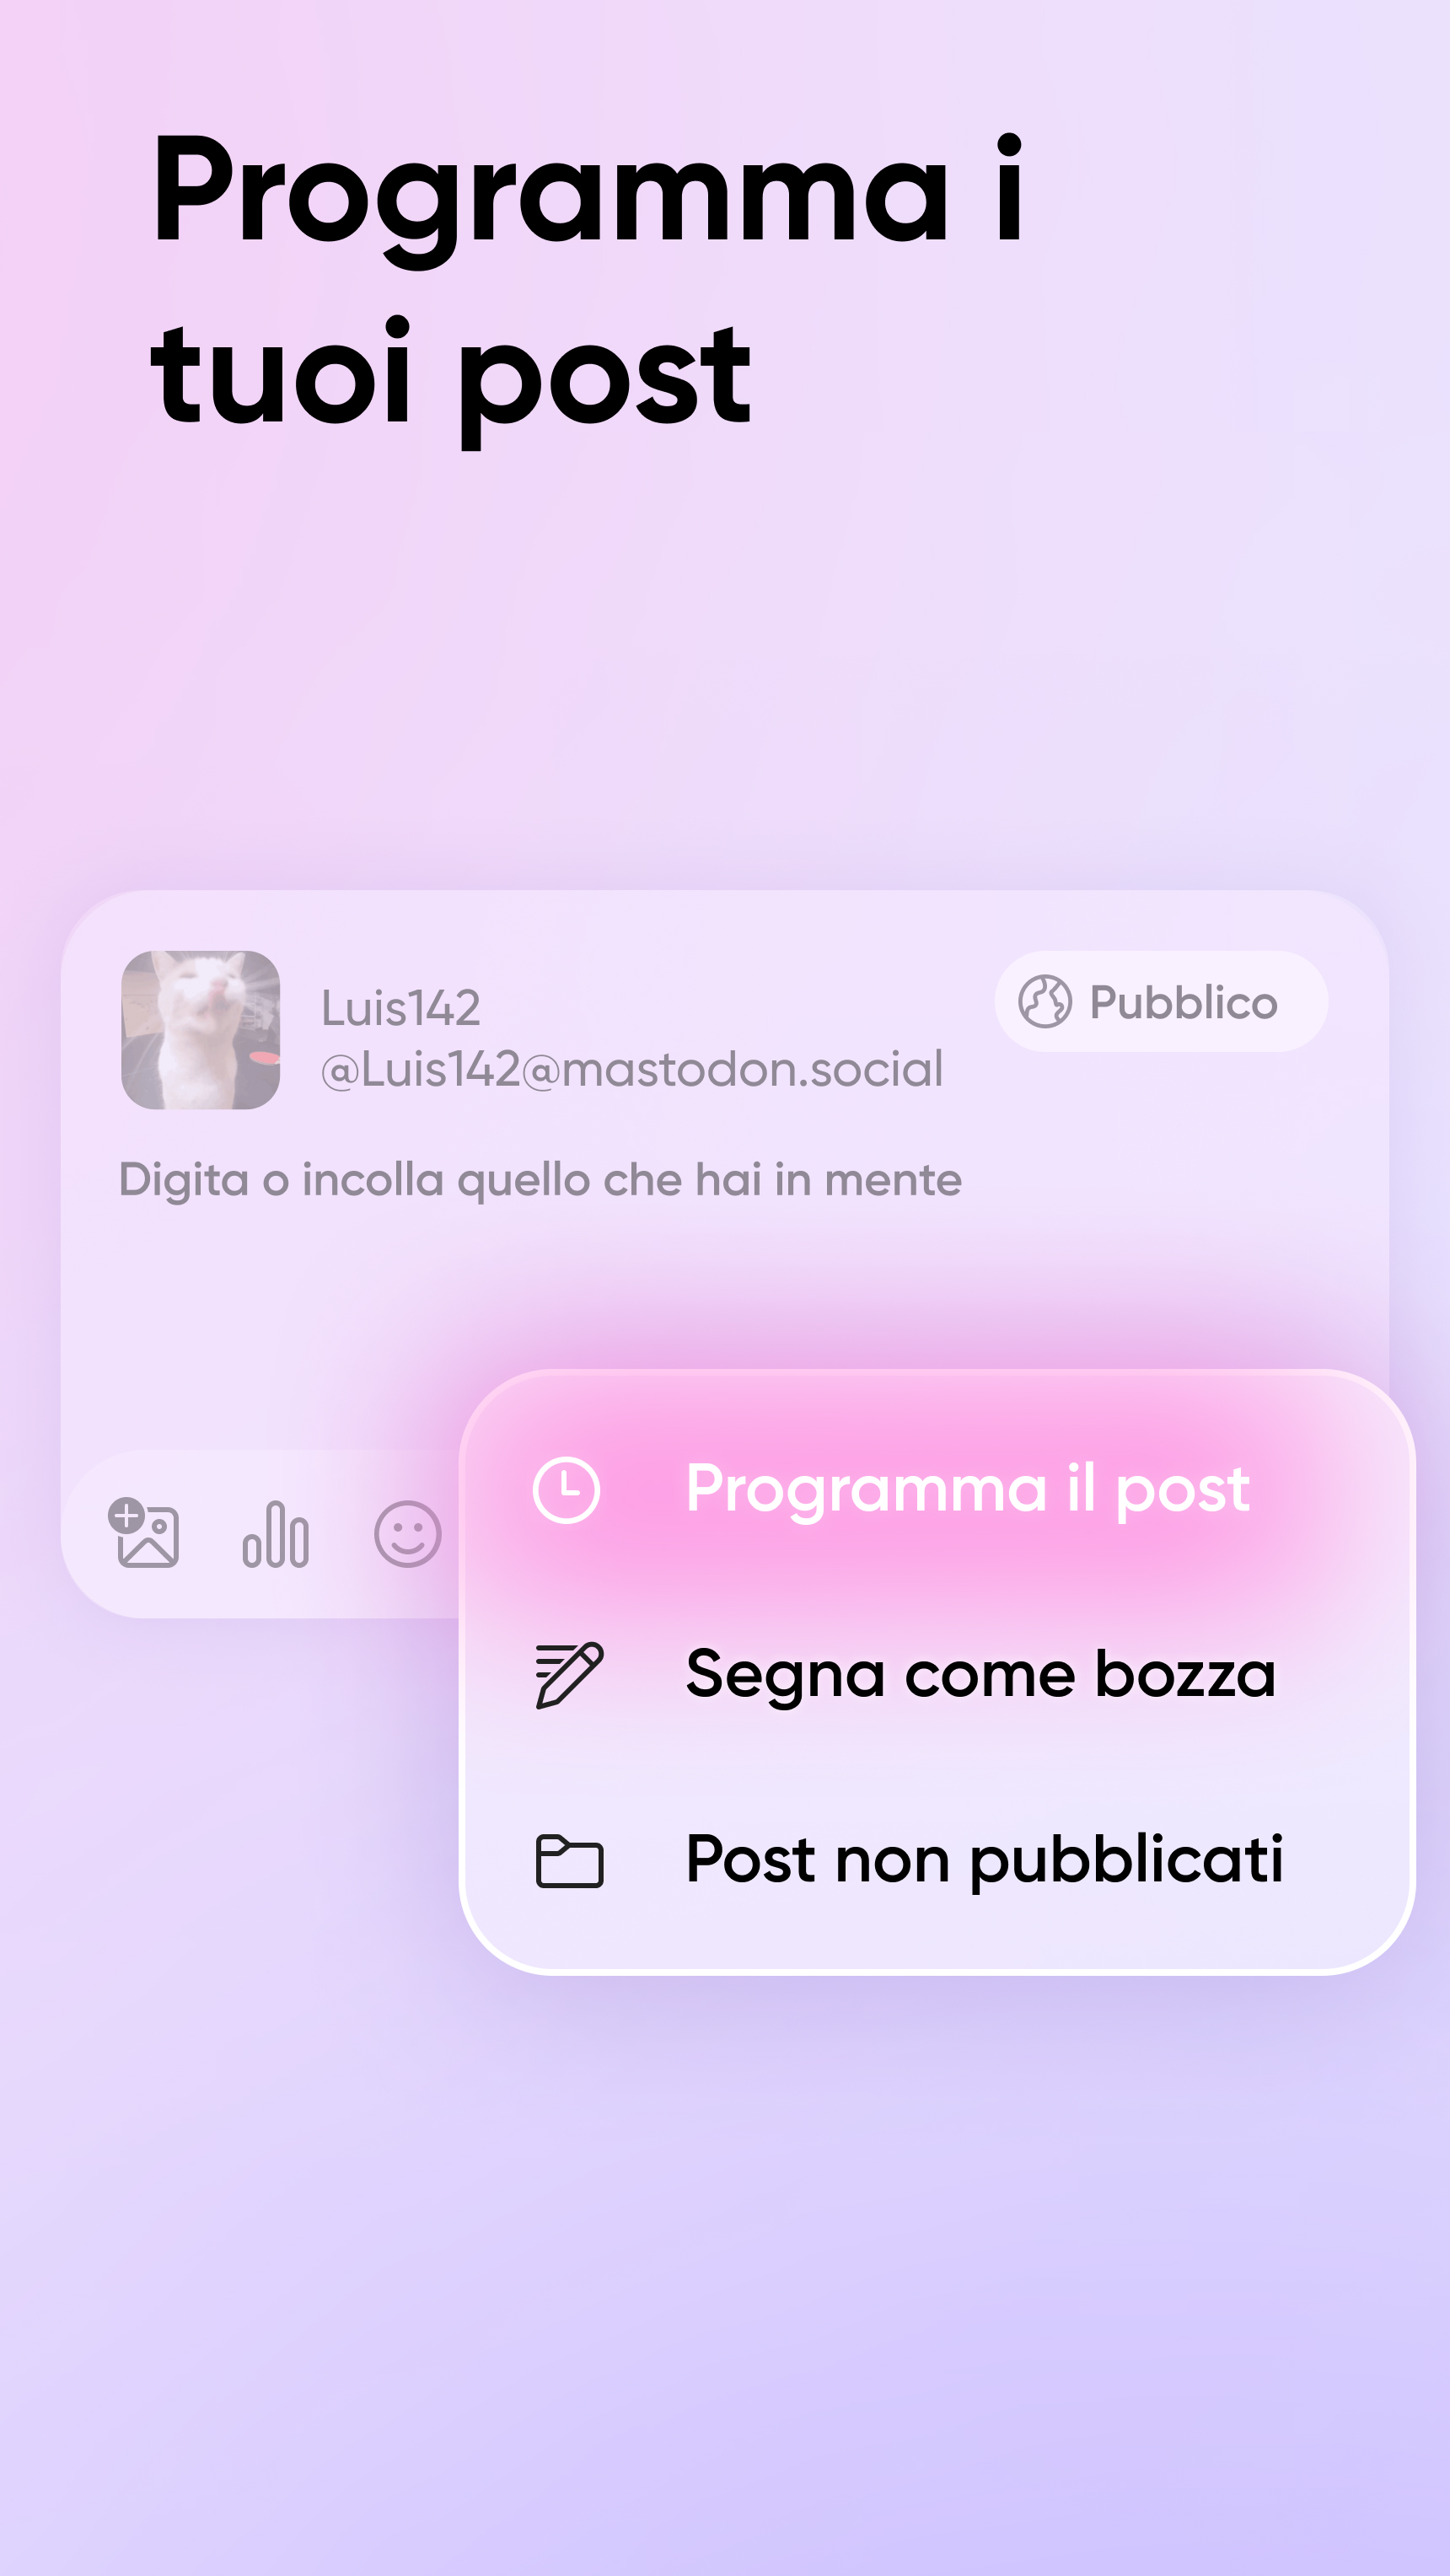 Programma i
tuoi post
Luis142
@Luis142@mastodon.social
Pubblico
Digita o incolla quello che hai in mente
Programma il post
Segna come bozza
Post non pubblicati